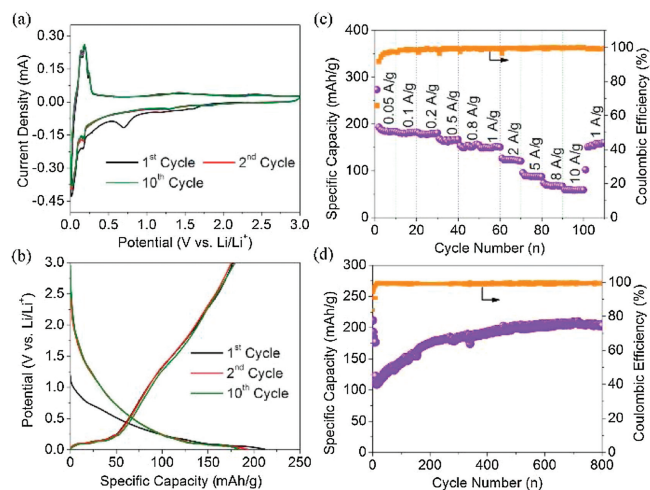 (a)
0.30
0.15
0.00
-0.15
-0.30
-0.45
Current Density (mA)
1st Cycle
2nd Cycle
10th Cycle
0.0 0.5 1.0 1.5 2.0 2.5 3.0
Potential (V vs. Li/Li+)
(b)
3.0
2.5
2.0
1.5
1.0
0.5
0.0
Potential (V vs. Li/Li+)
1st Cycle
2nd Cycle
10th Cycle
0 50 100 150 200 250
Specific Capacity (mAh/g)
(c)
400
350
300
250
200
150
100
50
0
Specific Capacity (mAh/g)
0.05 A/g
0.1 A/g
0.2 A/g
0.5 A/g
0.8 A/g
1 A/g
2 A/g
5 A/g
8 A/g
10 A/g
1 A/g
100
80
60
40
20
0
Coulombic Efficiency (%)
0 20 40 60 80 100
Cycle Number (n)
(d)
300
250
200
150
100
50
0
Specific Capacity (mAh/g)
100
80
60
40
20
0
Coulombic Efficiency (%)
0 200 400 600 800
Cycle Number (n)